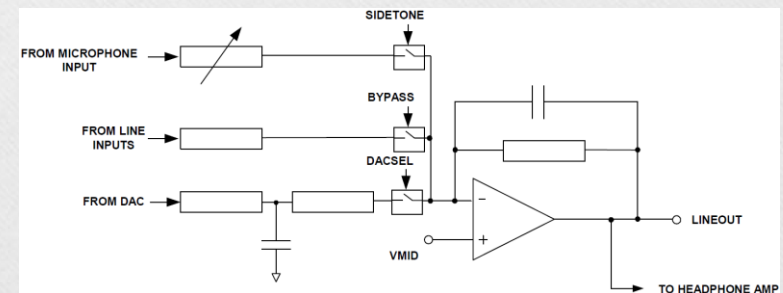 SIDETONE
FROM MICROPHONE
INPUT
BYPASS
FROM LINE
INPUTS
DACSEL
FROM DAC
−
+
VMID
LINEOUT
TO HEADPHONE AMP